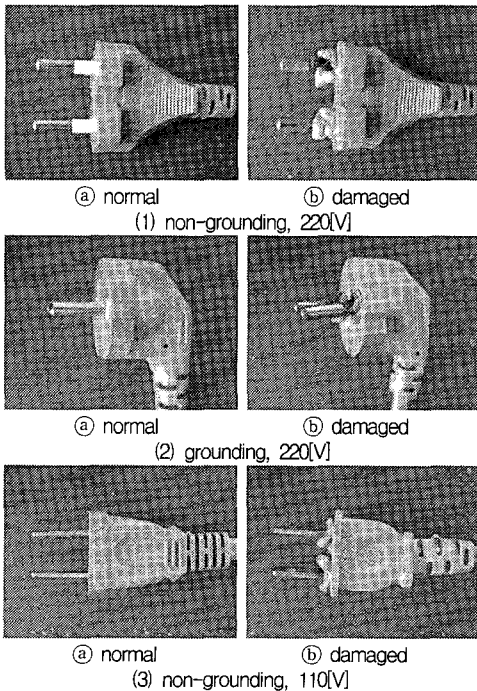 ⓐ normal ⓑ damaged
(1) non-grounding, 220[V]
ⓐ normal ⓑ damaged
(2) grounding, 220[V]
ⓐ normal ⓑ damaged
(3) non-grounding, 110[V]